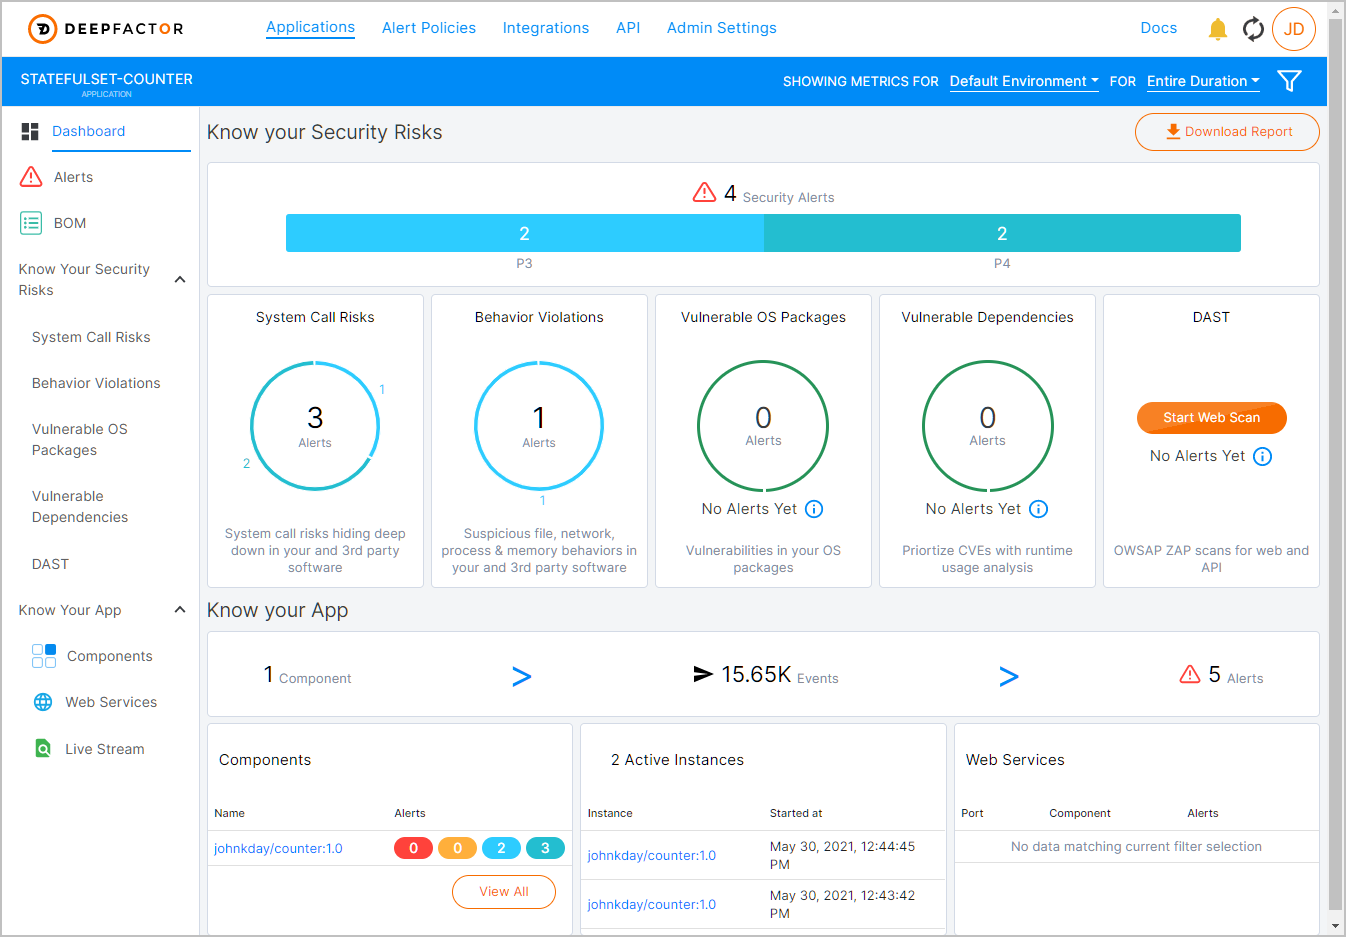 DEEPFACTOR
Applications
Alert Policies
Integrations
API
Admin Settings
Docs
JD
STATEFULSET-COUNTER
APPLICATION
SHOWING METRICS FOR Default Environment FOR Entire Duration
Dashboard
Alerts
BOM
Know Your Security
Risks
System Call Risks
Behavior Violations
Vulnerable OS
Packages
Vulnerable
Dependencies
DAST
Know Your App
Components
Web Services
Live Stream
Know your Security Risks
Download Report
4 Security Alerts
2
2
P3
P4
System Call Risks
1
3
Alerts
2
System call risks hiding deep
down in your and 3rd party
software
Behavior Violations
1
Alerts
1
Suspicious file, network,
process & memory behaviors in
your and 3rd party software
Vulnerable OS Packages
0
Alerts
No Alerts Yet
Vulnerabilities in your OS
packages
Vulnerable Dependencies
0
Alerts
No Alerts Yet
Priortize CVEs with runtime
usage analysis
DAST
Start Web Scan
No Alerts Yet
OWSAP ZAP scans for web and
API
Know your App
1 Component
>
15.65K Events
>
5 Alerts
Components
Name Alerts
johnkday/counter:1.0 0 0 2 3
View All
2 Active Instances
Instance Started at
johnkday/counter:1.0 May 30, 2021, 12:44:45
PM
johnkday/counter:1.0 May 30, 2021, 12:43:42
PM
Web Services
Port Component Alerts
No data matching current filter selection